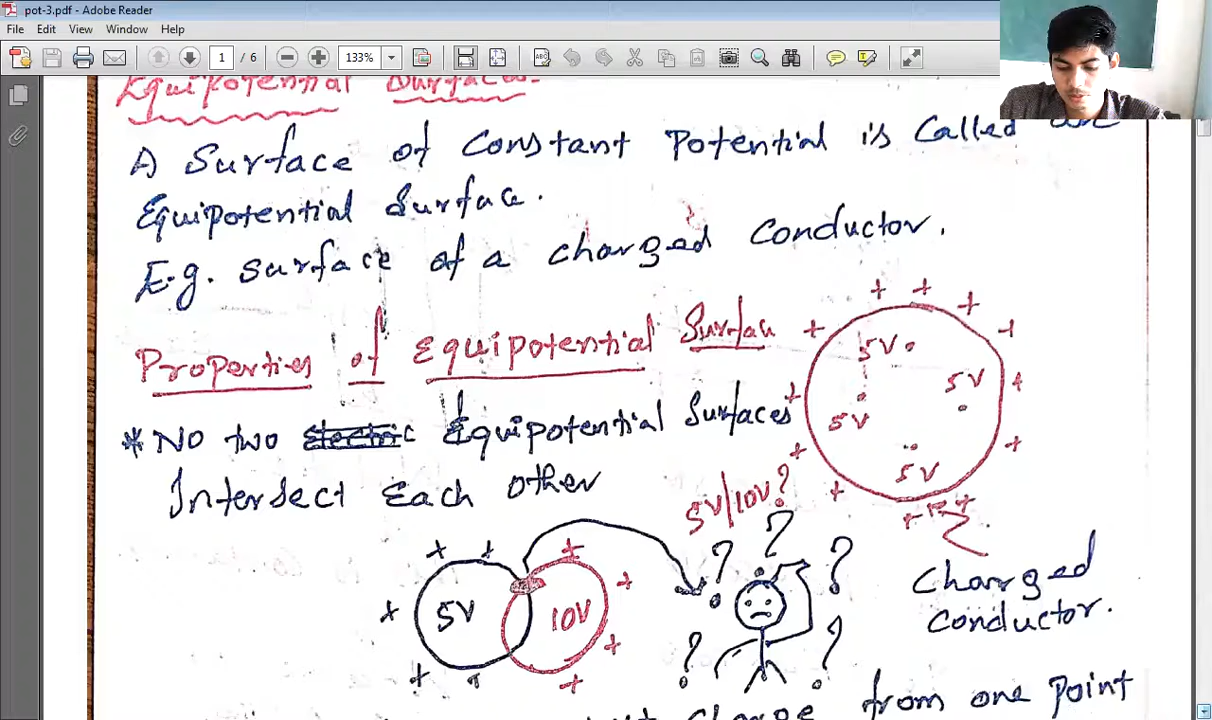 pot-3.pdf - Adobe Reader
File Edit View Window Help
1 / 6 133%
Equipotential Surfaces.
A Surface of Constant Potential is Called an
Equipotential Surface.
E.g. Surface of a charged conductor.
Properties of Equipotential Surface
+ + + + + + + + + + + +
5V
5V
5V
5V
* No two Equipotential Surfaces
Intersect Each other
5V/10V?
? ? ? ? ?
+ + + + + + + + +
5V 10V
Charged
conductor.
charge from one point